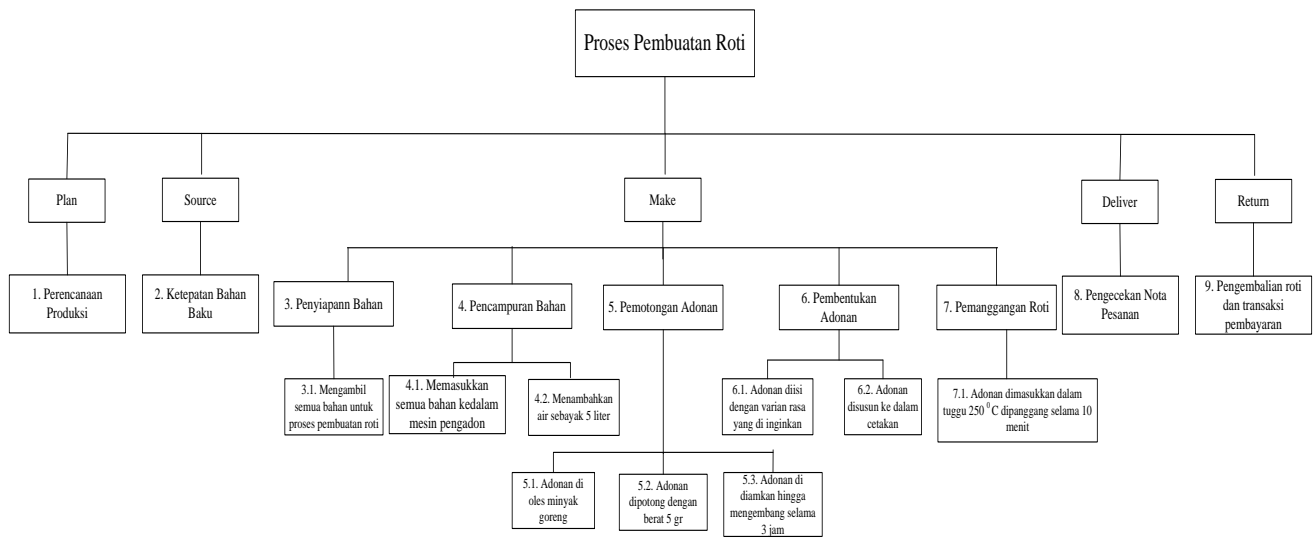 Proses Pembuatan Roti
Plan
Source
Make
Deliver
Return
1. Perencanaan
Produksi
2. Ketepatan Bahan
Baku
3. Penyiapann Bahan
4. Pencampuran Bahan
5. Pemotongan Adonan
6. Pembentukan
Adonan
7. Pemanggangan Roti
8. Pengecekan Nota
Pesanan
9. Pengembalian roti
dan transaksi
pembayaran
3.1. Mengambil
semua bahan untuk
proses pembuatan roti
4.1. Memasukkan
semua bahan kedalam
mesin pengadon
4.2. Menambahkan
air sebayak 5 liter
6.1. Adonan diisi
dengan varian rasa
yang di inginkan
6.2. Adonan
disusun ke dalam
cetakan
7.1. Adonan dimasukkan dalam
tuggu 250 ⁰ C dipanggang selama 10
menit
5.1. Adonan di
oles minyak
goreng
5.2. Adonan
dipotong dengan
berat 5 gr
5.3. Adonan di
diamkan hingga
mengembang selama
3 jam